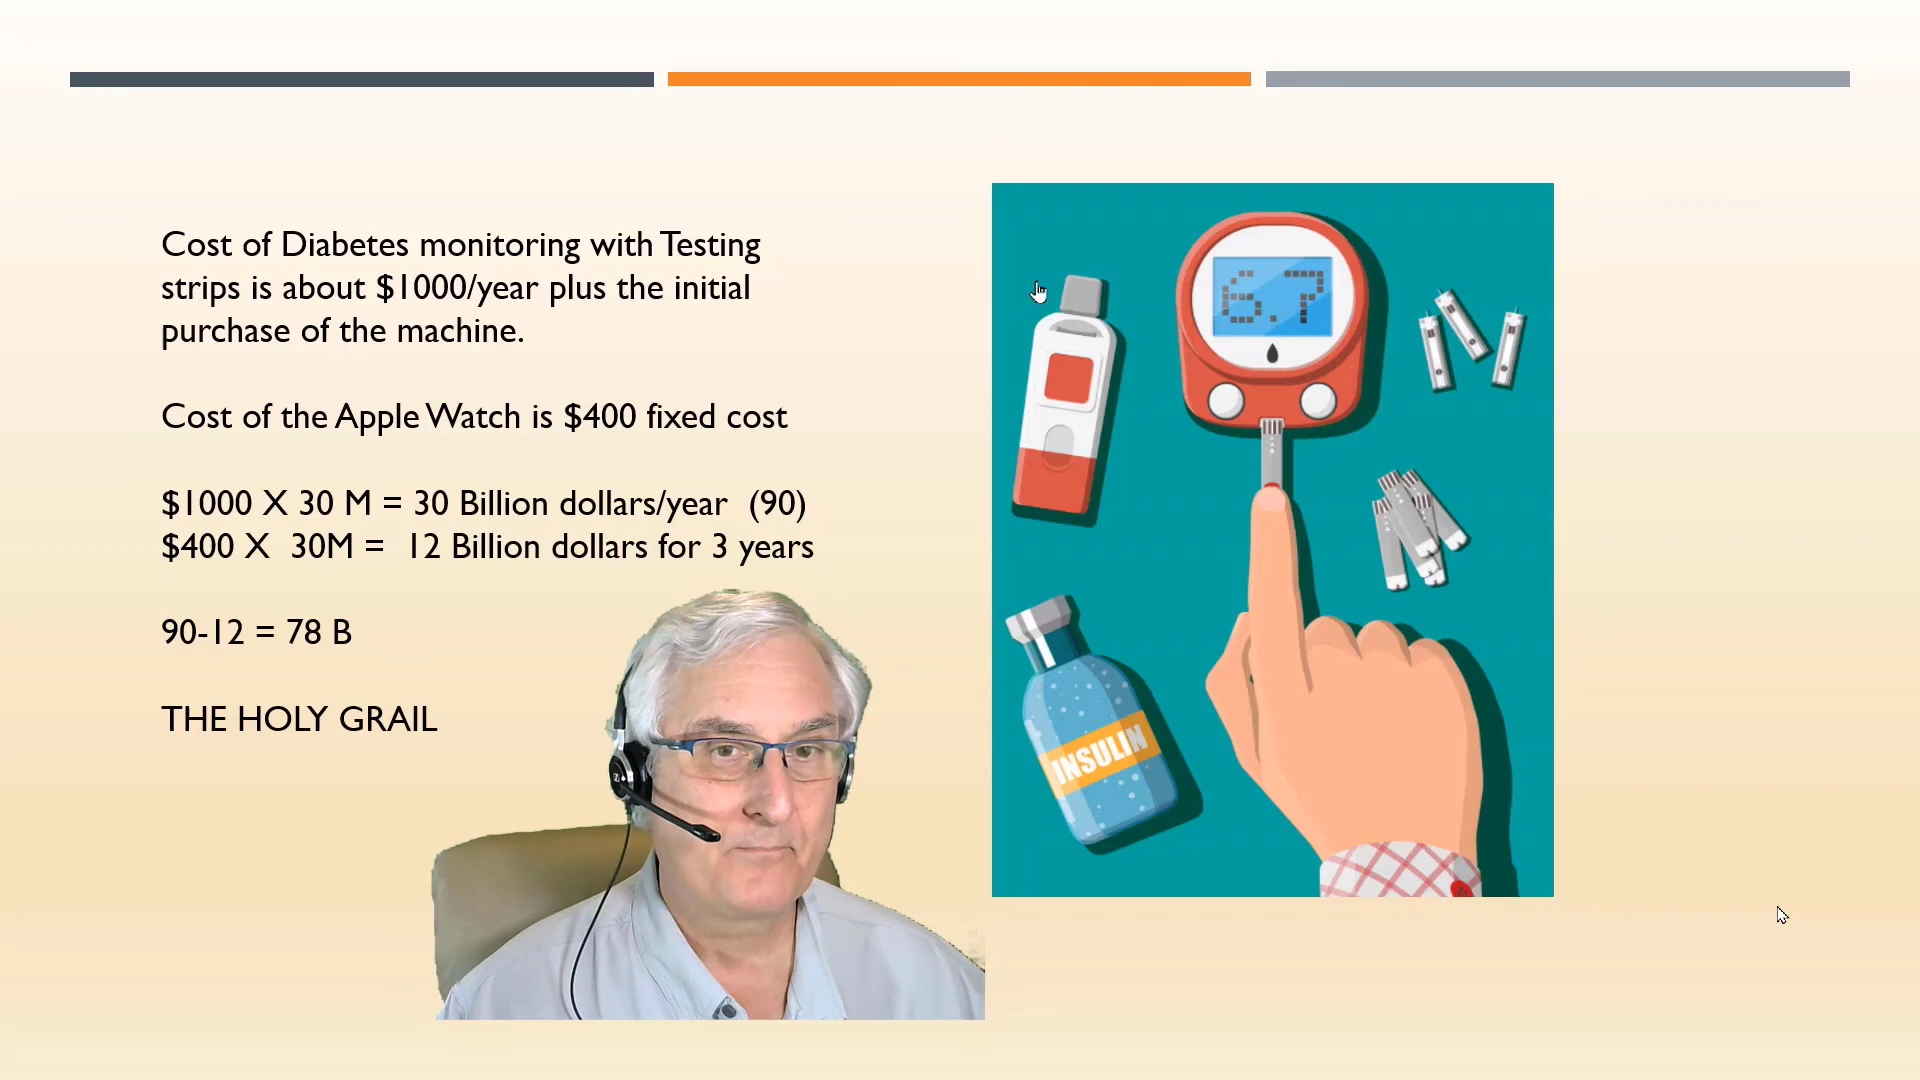 Cost of Diabetes monitoring with Testing
strips is about $1000/year plus the initial
purchase of the machine.
Cost of the Apple Watch is $400 fixed cost
$1000 X 30 M = 30 Billion dollars/year (90)
$400 X 30M = 12 Billion dollars for 3 years
90-12 = 78 B
THE HOLY GRAIL
6.7
INSULIN